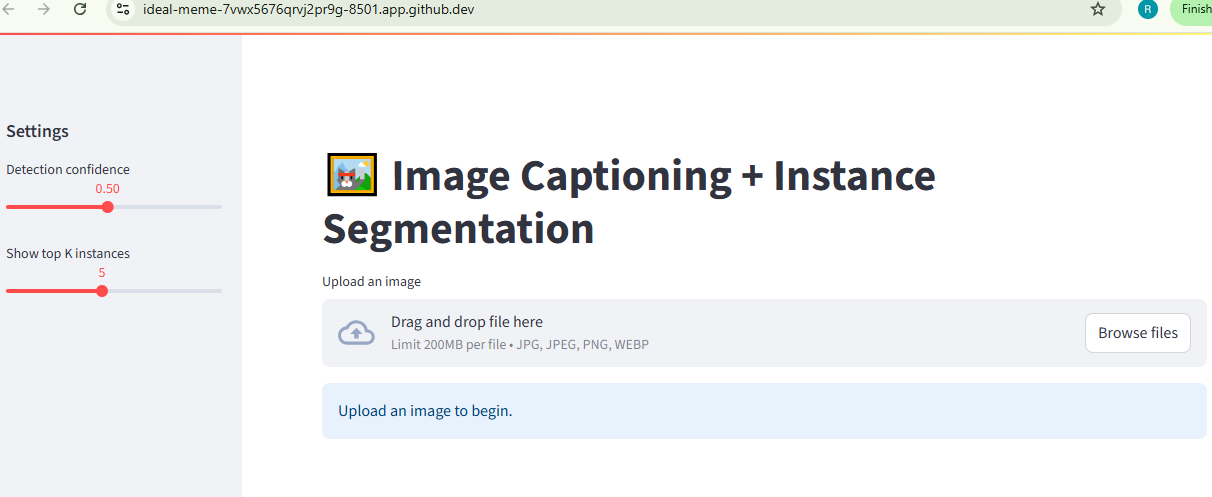 ideal-meme-7vwx5676qrvj2pr9g-8501.app.github.dev
R
Finish
Settings
Detection confidence
0.50
Show top K instances
5
Image Captioning + Instance
Segmentation
Upload an image
Drag and drop file here
Limit 200MB per file • JPG, JPEG, PNG, WEBP
Browse files
Upload an image to begin.